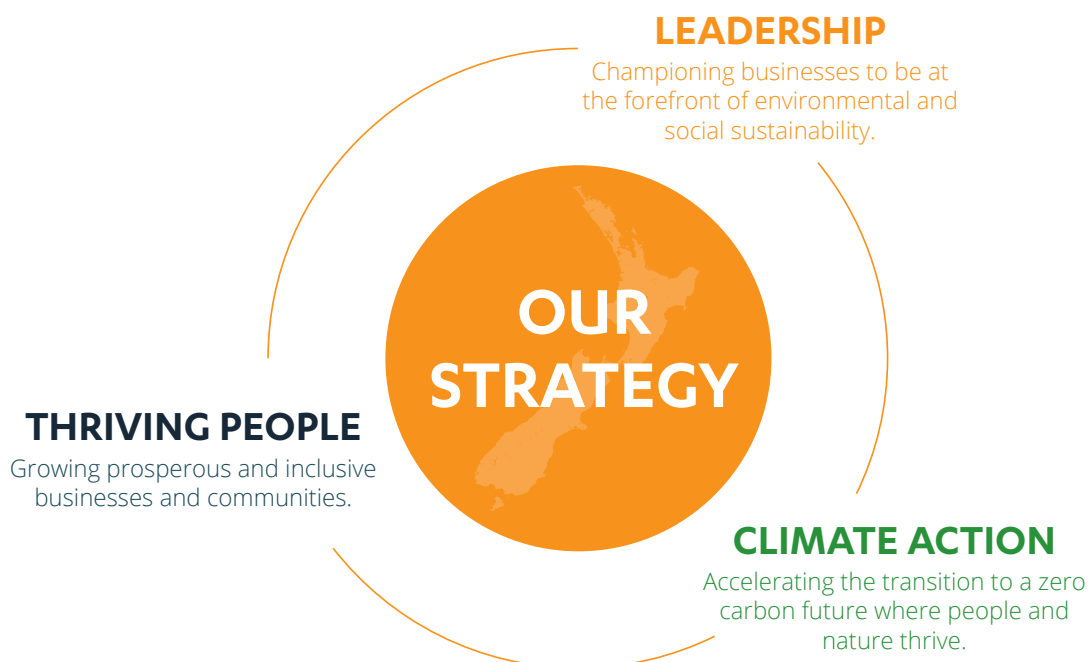 LEADERSHIP
Championing businesses to be at
the forefront of environmental and
social sustainability.
OUR
STRATEGY
THRIVING PEOPLE
Growing prosperous and inclusive
businesses and communities.
CLIMATE ACTION
Accelerating the transition to a zero
carbon future where people and
nature thrive.